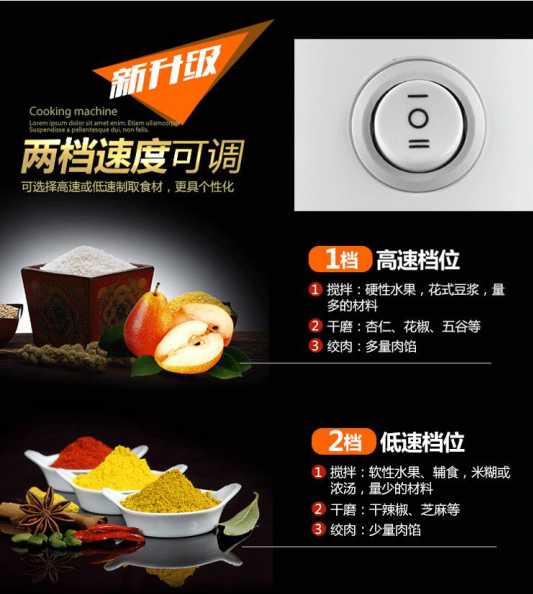 新升级
Cooking machine
Lorem ipsum dolor sit amet enim. Etiam ullamcorper.
Suspendisse a pellentesque dui, non felis.
两档速度可调
可选择高速或低速制取食材，更具个性化
1档 高速档位
1 搅拌：硬性水果，花式豆浆，量
多的材料
2 干磨：杏仁、花椒、五谷等
3 绞肉：多量肉馅
2档 低速档位
1 搅拌：软性水果、辅食，米糊或
浓汤，量少的材料
2 干磨：干辣椒、芝麻等
3 绞肉：少量肉馅